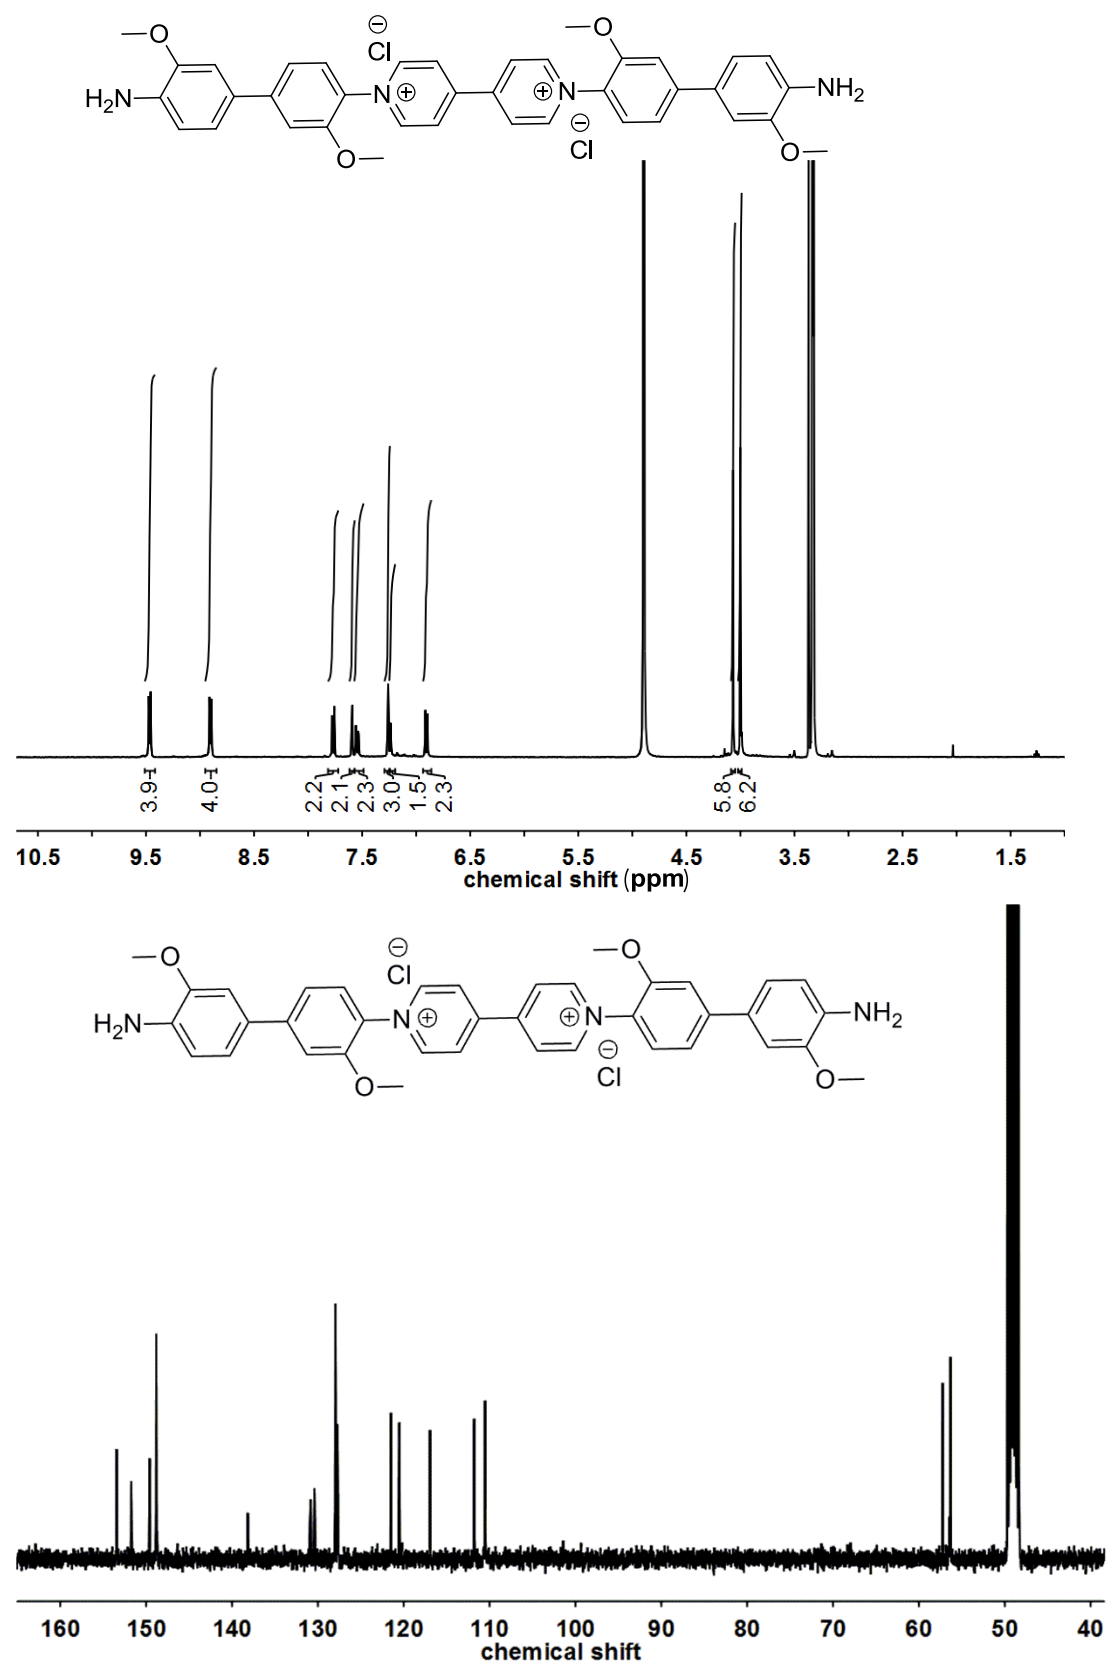 O
Cl
O
H2N
N
N
NH2
O
Cl
O
3.9
4.0
2.2
2.1
2.3
3.0
1.5
2.3
5.8
6.2
10.5 9.5 8.5 7.5 6.5 5.5 4.5 3.5 2.5 1.5
chemical shift (ppm)
O
Cl
O
H2N
N
N
NH2
O
Cl
O
160 150 140 130 120 110 100 90 80 70 60 50 40
chemical shift